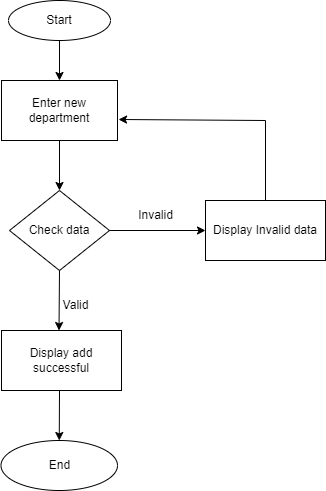 Start
Enter new
department
Check data
Invalid
Display Invalid data
Valid
Display add
successful
End